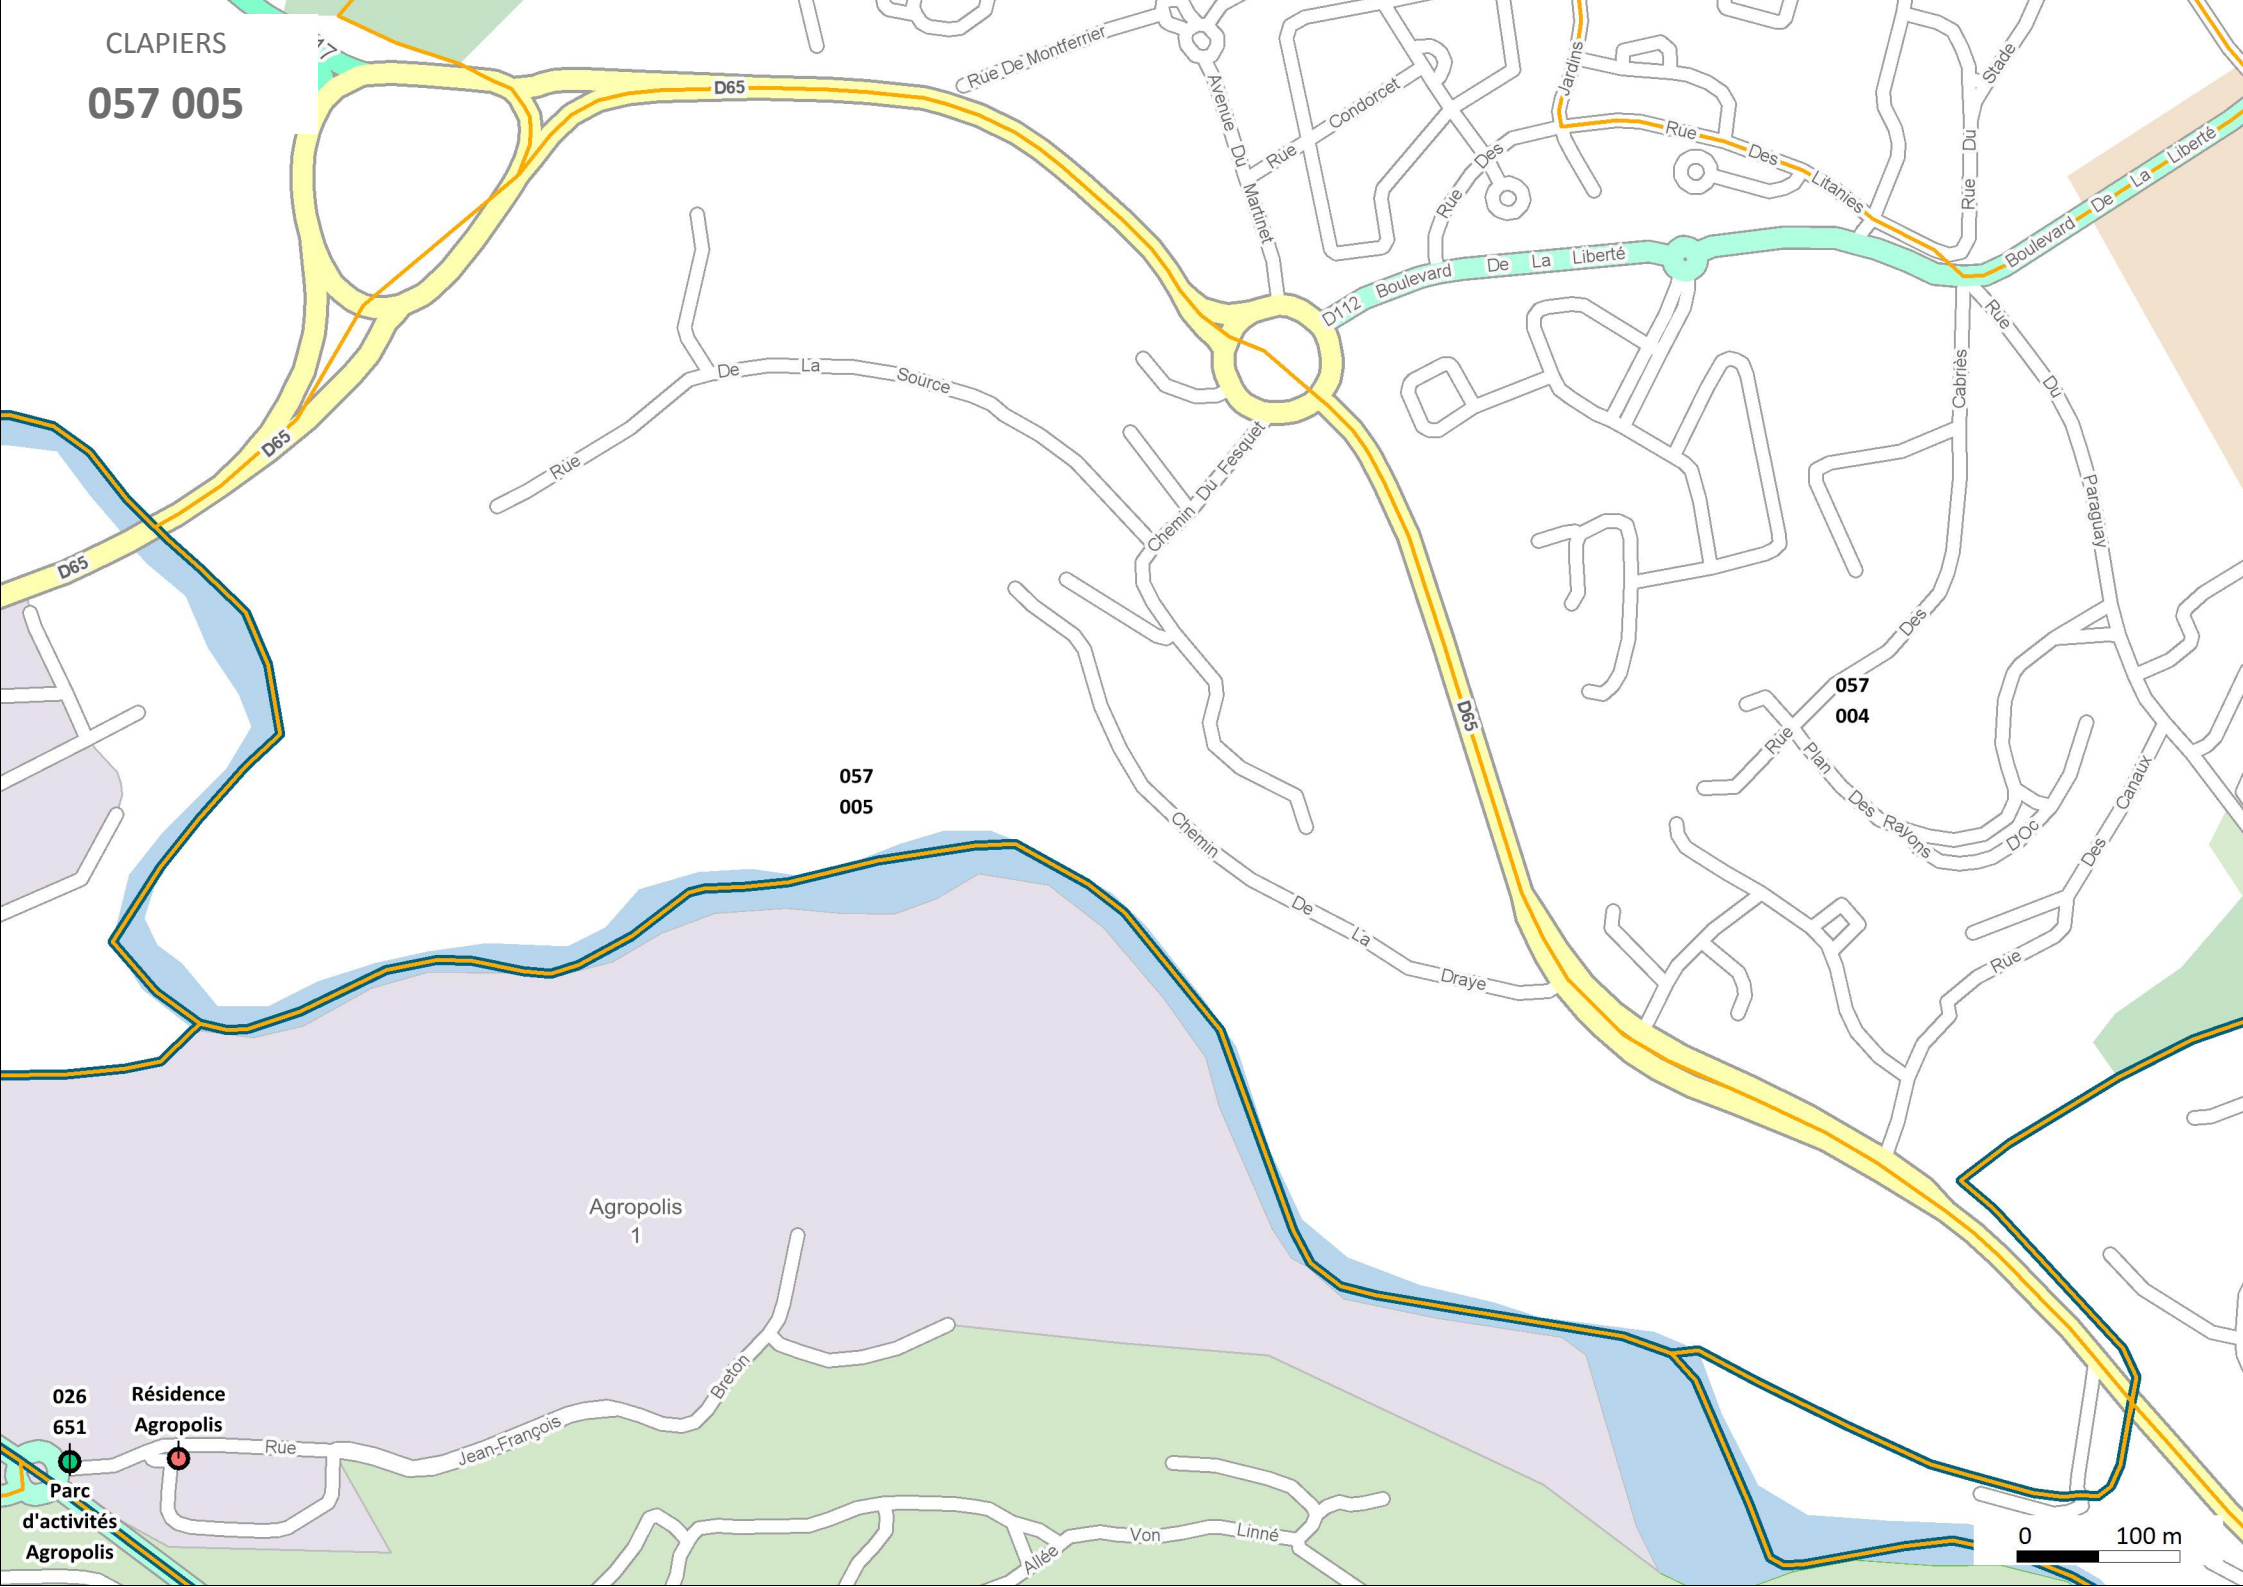 CLAPIERS
057 005
D65
Rue De Montferrier
Avenue Du Martinet
Rue Condorcet
Rue Des Jardins
Rue Des Litanies
Rue Du Stade
Boulevard De La Liberté
D112 Boulevard De La Liberté
Rue De La Source
D65
D65
Chemin Du Fesquet
Cabriès
Rue Du Paraguay
D65
057
004
057
005
Rue Des
Plan Des Rayons D'Oc
Rue Des Canaux
Chemin De La Draye
Agropolis
1
026
651
Résidence
Agropolis
Parc
d'activités
Agropolis
Rue Jean-François Breton
Allée Von Linné
0 100 m